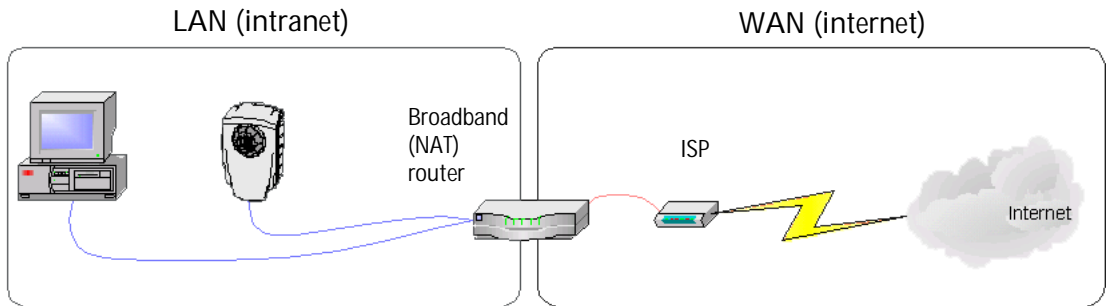 LAN (intranet)
WAN (internet)
Broadband
(NAT)
router
ISP
Internet